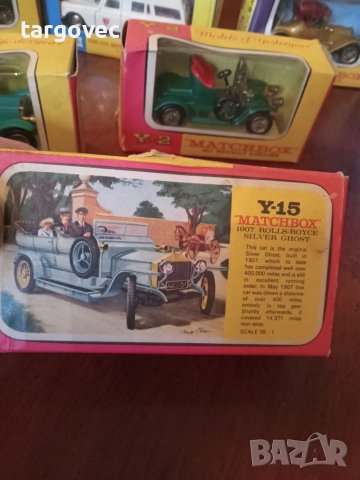 targovec
Models of Yesteryear
Y-2
"MATCHBOX"
Y-15
"MATCHBOX"
1907 ROLLS-ROYCE
SILVER GHOST
This car is the original
Silver Ghost, built in
1907, which to date
has completed well over
400,000 miles and is still
in excellent running
order. In May 1907 the
car was driven a distance
of over 400 miles
entirely in top gear.
Shortly afterwards it
covered 14,371 miles
non-stop.
SCALE 55 : 1
BAZAR
.bg